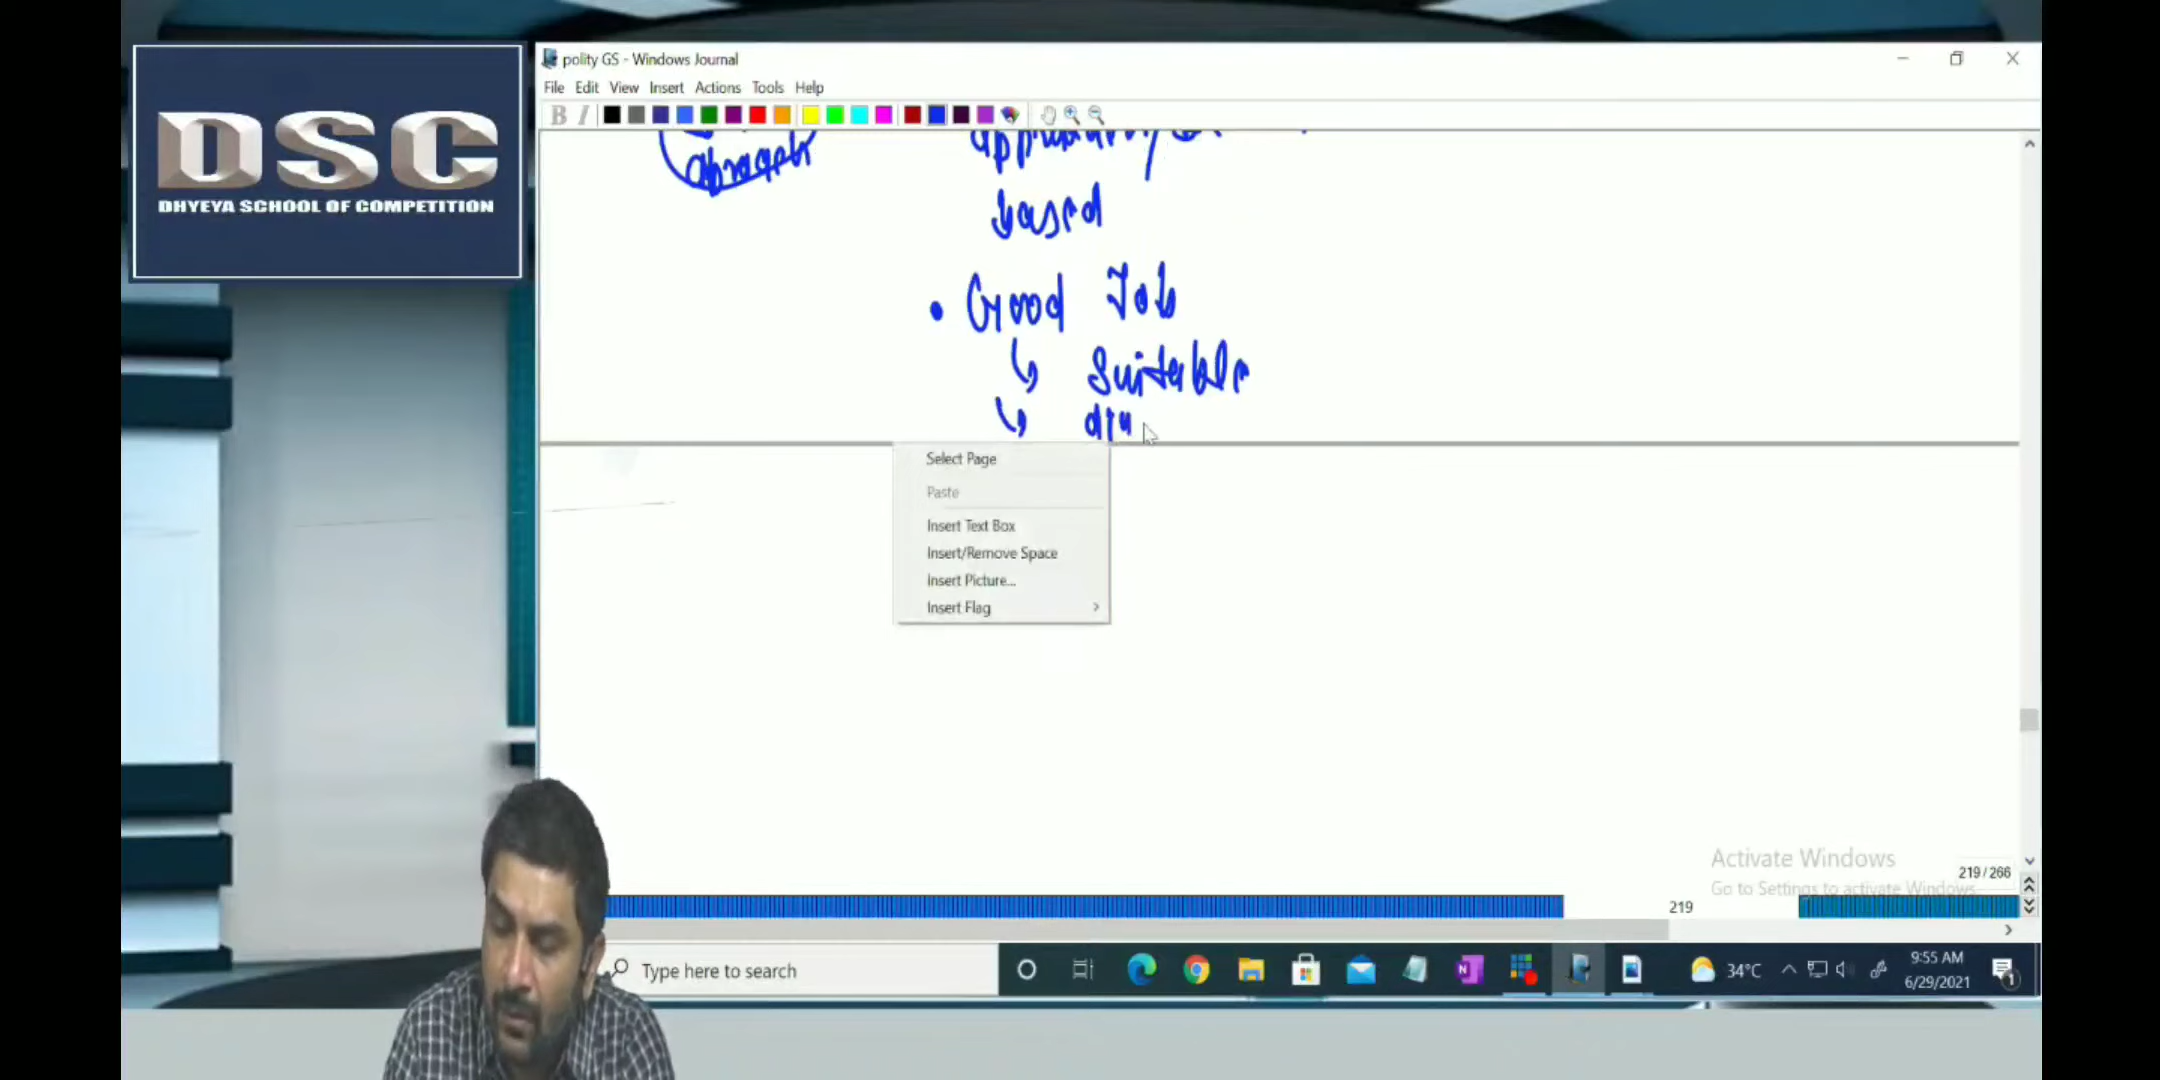 DSC
DHYEYA SCHOOL OF COMPETITION
polity GS - Windows Journal
File Edit View Insert Actions Tools Help
B I
based
• Good Job
Suitable
Select Page
Paste
Insert Text Box
Insert/Remove Space
Insert Picture...
Insert Flag
Activate Windows
Go to Settings to activate Windows.
219 / 266
219
Type here to search
34°C
9:55 AM
6/29/2021
1